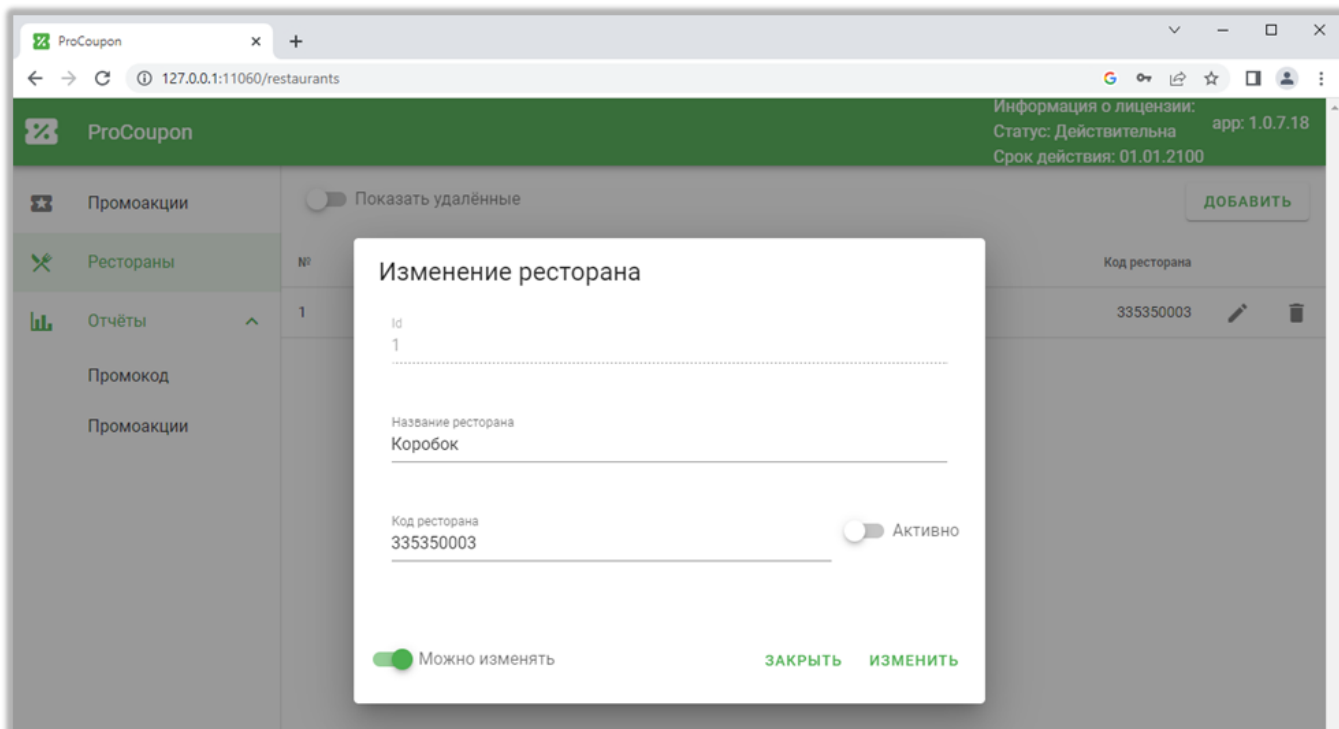 ProCoupon
127.0.0.1:11060/restaurants
ProCoupon
Информация о лицензии:
Статус: Действительна
Срок действия: 01.01.2100
app: 1.0.7.18
Промоакции
Рестораны
Отчёты
Промокод
Промоакции
Показать удалённые
ДОБАВИТЬ
№
Код ресторана
1
335350003
Изменение ресторана
Id
1
Название ресторана
Коробок
Код ресторана
335350003
Активно
Можно изменять
ЗАКРЫТЬ
ИЗМЕНИТЬ